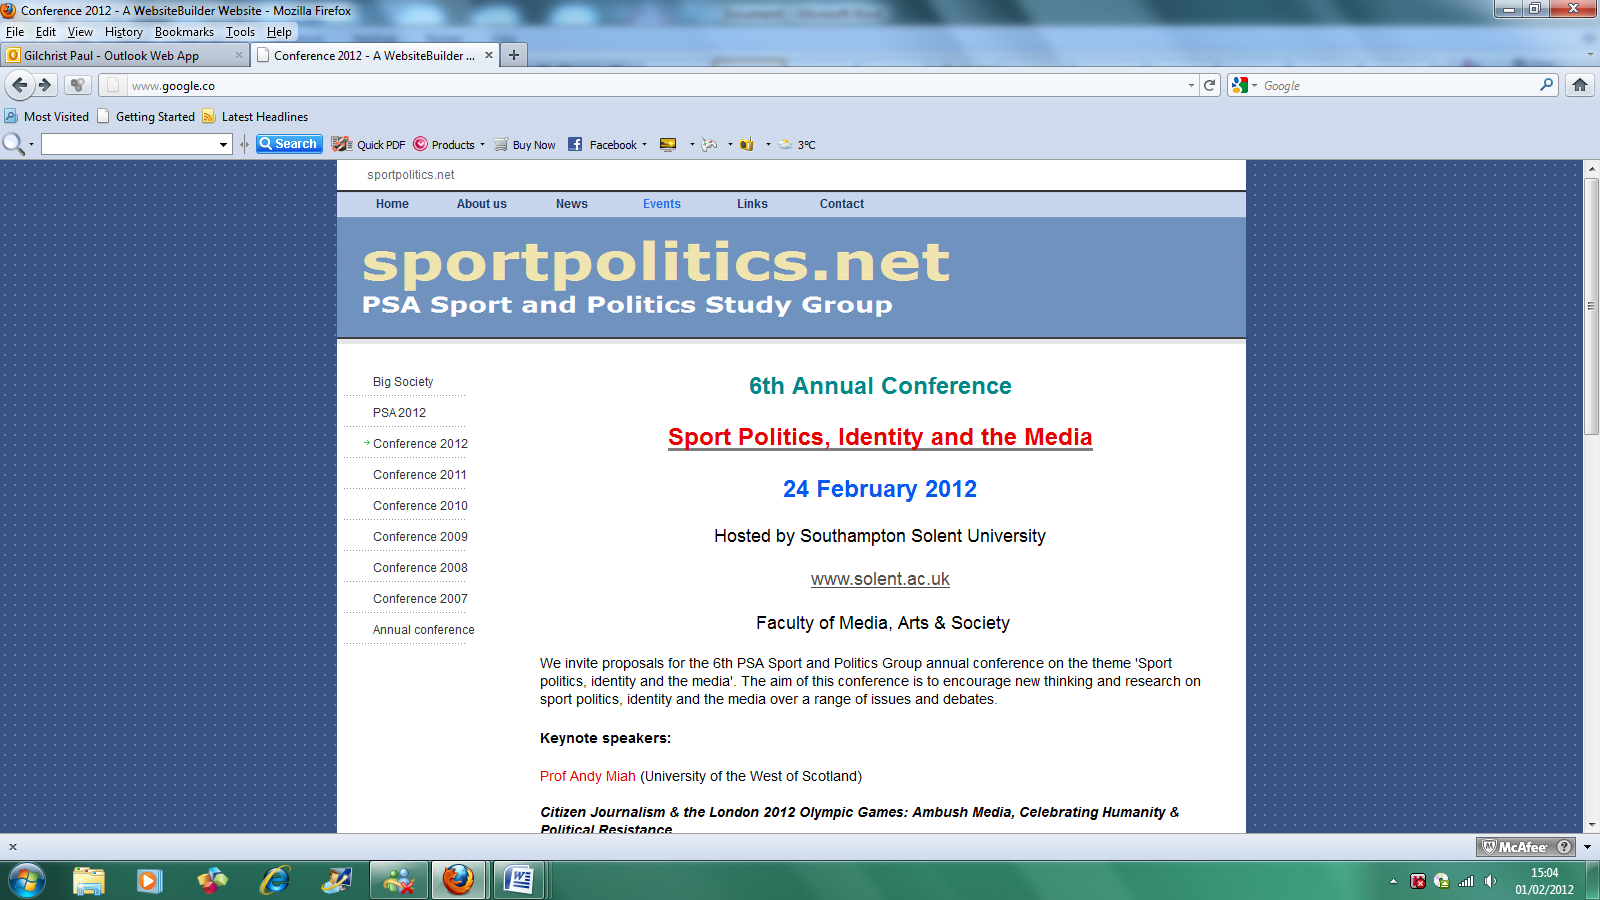 Conference 2012 - A WebsiteBuilder Website - Mozilla Firefox
File Edit View History Bookmarks Tools Help
Gilchrist Paul - Outlook Web App
Conference 2012 - A WebsiteBuilder ...
www.google.co
Google
Most Visited Getting Started Latest Headlines
Search Quick PDF Products Buy Now Facebook 3°C
sportpolitics.net
Home About us News Events Links Contact
sportpolitics.net
PSA Sport and Politics Study Group
Big Society
PSA 2012
Conference 2012
Conference 2011
Conference 2010
Conference 2009
Conference 2008
Conference 2007
Annual conference
6th Annual Conference
Sport Politics, Identity and the Media
24 February 2012
Hosted by Southampton Solent University
www.solent.ac.uk
Faculty of Media, Arts & Society
We invite proposals for the 6th PSA Sport and Politics Group annual conference on the theme 'Sport
politics, identity and the media'. The aim of this conference is to encourage new thinking and research on
sport politics, identity and the media over a range of issues and debates.
Keynote speakers:
Prof Andy Miah (University of the West of Scotland)
Citizen Journalism & the London 2012 Olympic Games: Ambush Media, Celebrating Humanity &
Political Resistance
McAfee
15:04
01/02/2012